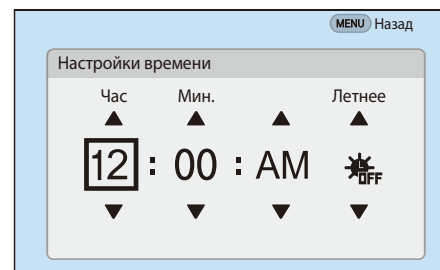 MENU Назад
Настройки времени
Час Мин. Летнее
12 : 00 : AM OFF